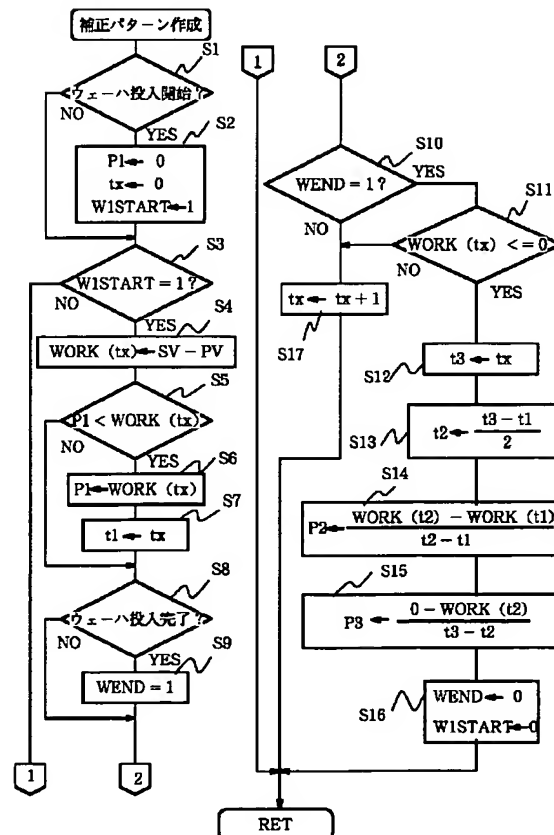 補正パターン作成
S1
ウェーハ投入開始?
NO
YES
S2
P1← 0
tx← 0
W1START←1
S3
W1START=1?
NO
YES
S4
WORK (tx)←SV-PV
S5
P1<WORK (tx)
NO
YES
S6
P1←WORK (tx)
S7
t1 ← tx
S8
ウェーハ投入完了?
NO
YES
S9
WEND=1
1
2
1
2
S10
WEND=1?
YES
NO
S11
WORK (tx) <=0
NO
YES
tx ← tx+1
S17
S12
t3 ← tx
S13
t2← t3-t1
2
S14
P2← WORK (t2) -WORK (t1)
t2-t1
S15
P3 ← 0-WORK (t2)
t3-t2
S16
WEND← 0
W1START←0
RET